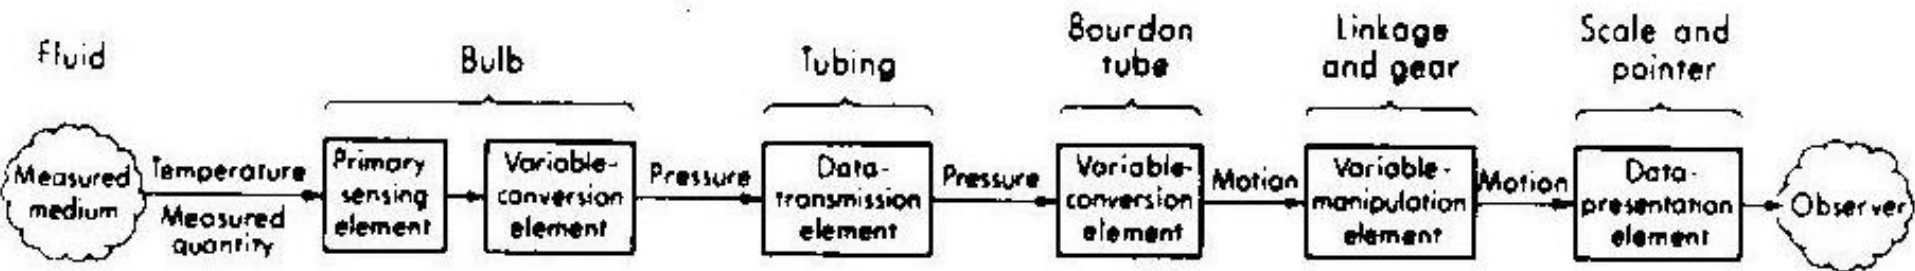 Fluid
Bulb
Tubing
Bourdon
tube
Linkage
and gear
Scale and
pointer
Measured
medium
Temperature
Measured
quantity
Primary
sensing
element
Variable-
conversion
element
Pressure
Data-
transmission
element
Pressure
Variable-
conversion
element
Motion
Variable-
manipulation
element
Motion
Data-
presentation
element
Observer